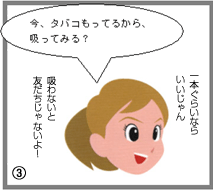 今、タバコもってるから、
吸ってみる？
一本ぐらいなら
いいじゃん
吸わないと
友だちじゃないよ！
③